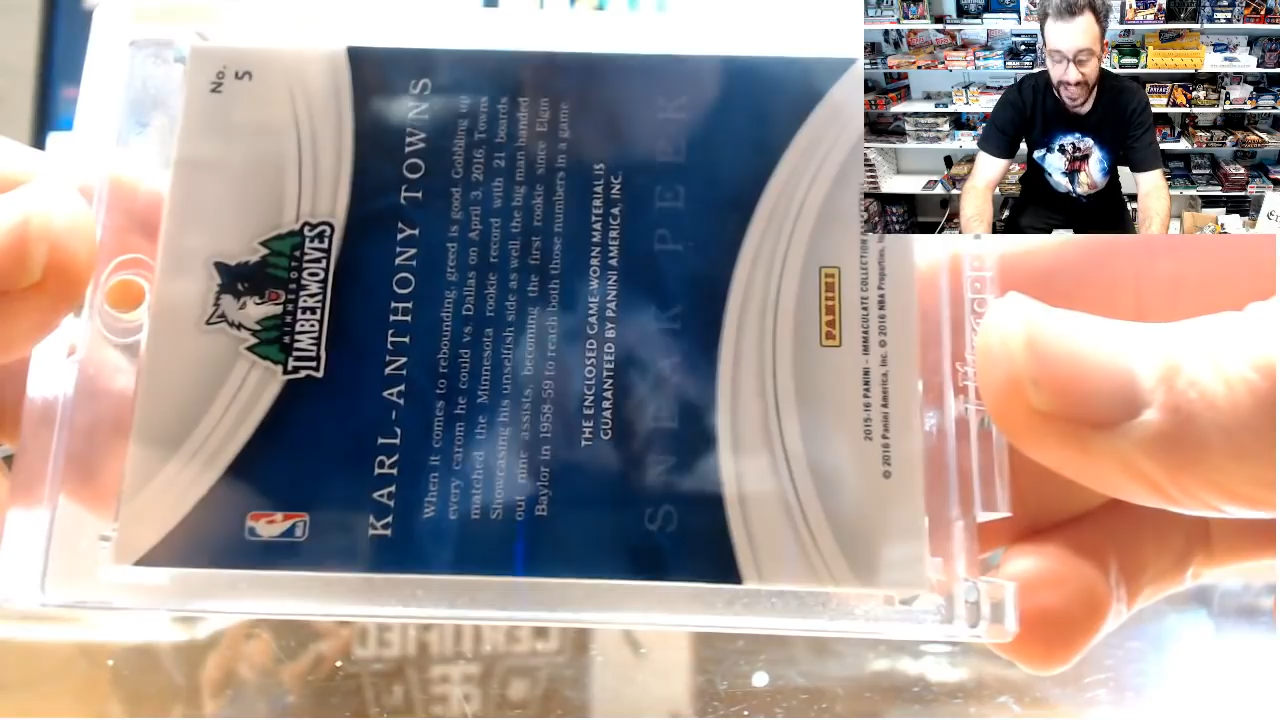 No.
5
MINNESOTA
TIMBERWOLVES
NBA
KARL-ANTHONY TOWNS
When it comes to rebounding, greed is good. Gobbling up
every carom he could vs. Dallas on April 3, 2016, Towns
matched the Minnesota rookie record with 21 boards
Showcasing his unselfish side as well, the big man handed
out nine assists, becoming the first rookie since Elgin
Baylor in 1958-59 to reach both those numbers in a game
THE ENCLOSED GAME-WORN MATERIAL IS
GUARANTEED BY PANINI AMERICA, INC.
SNEAK PEEK
PANINI
2015-16 PANINI – IMMACULATE COLLECTION
© 2016 Panini America, Inc. © 2016 NBA Properties,
CERTIFIED